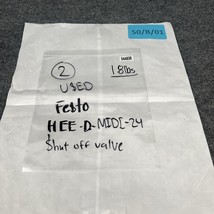 50/11/01
② 1.8lbs
USED
Festo
HEE-D-MIDI-24
Shut off valve